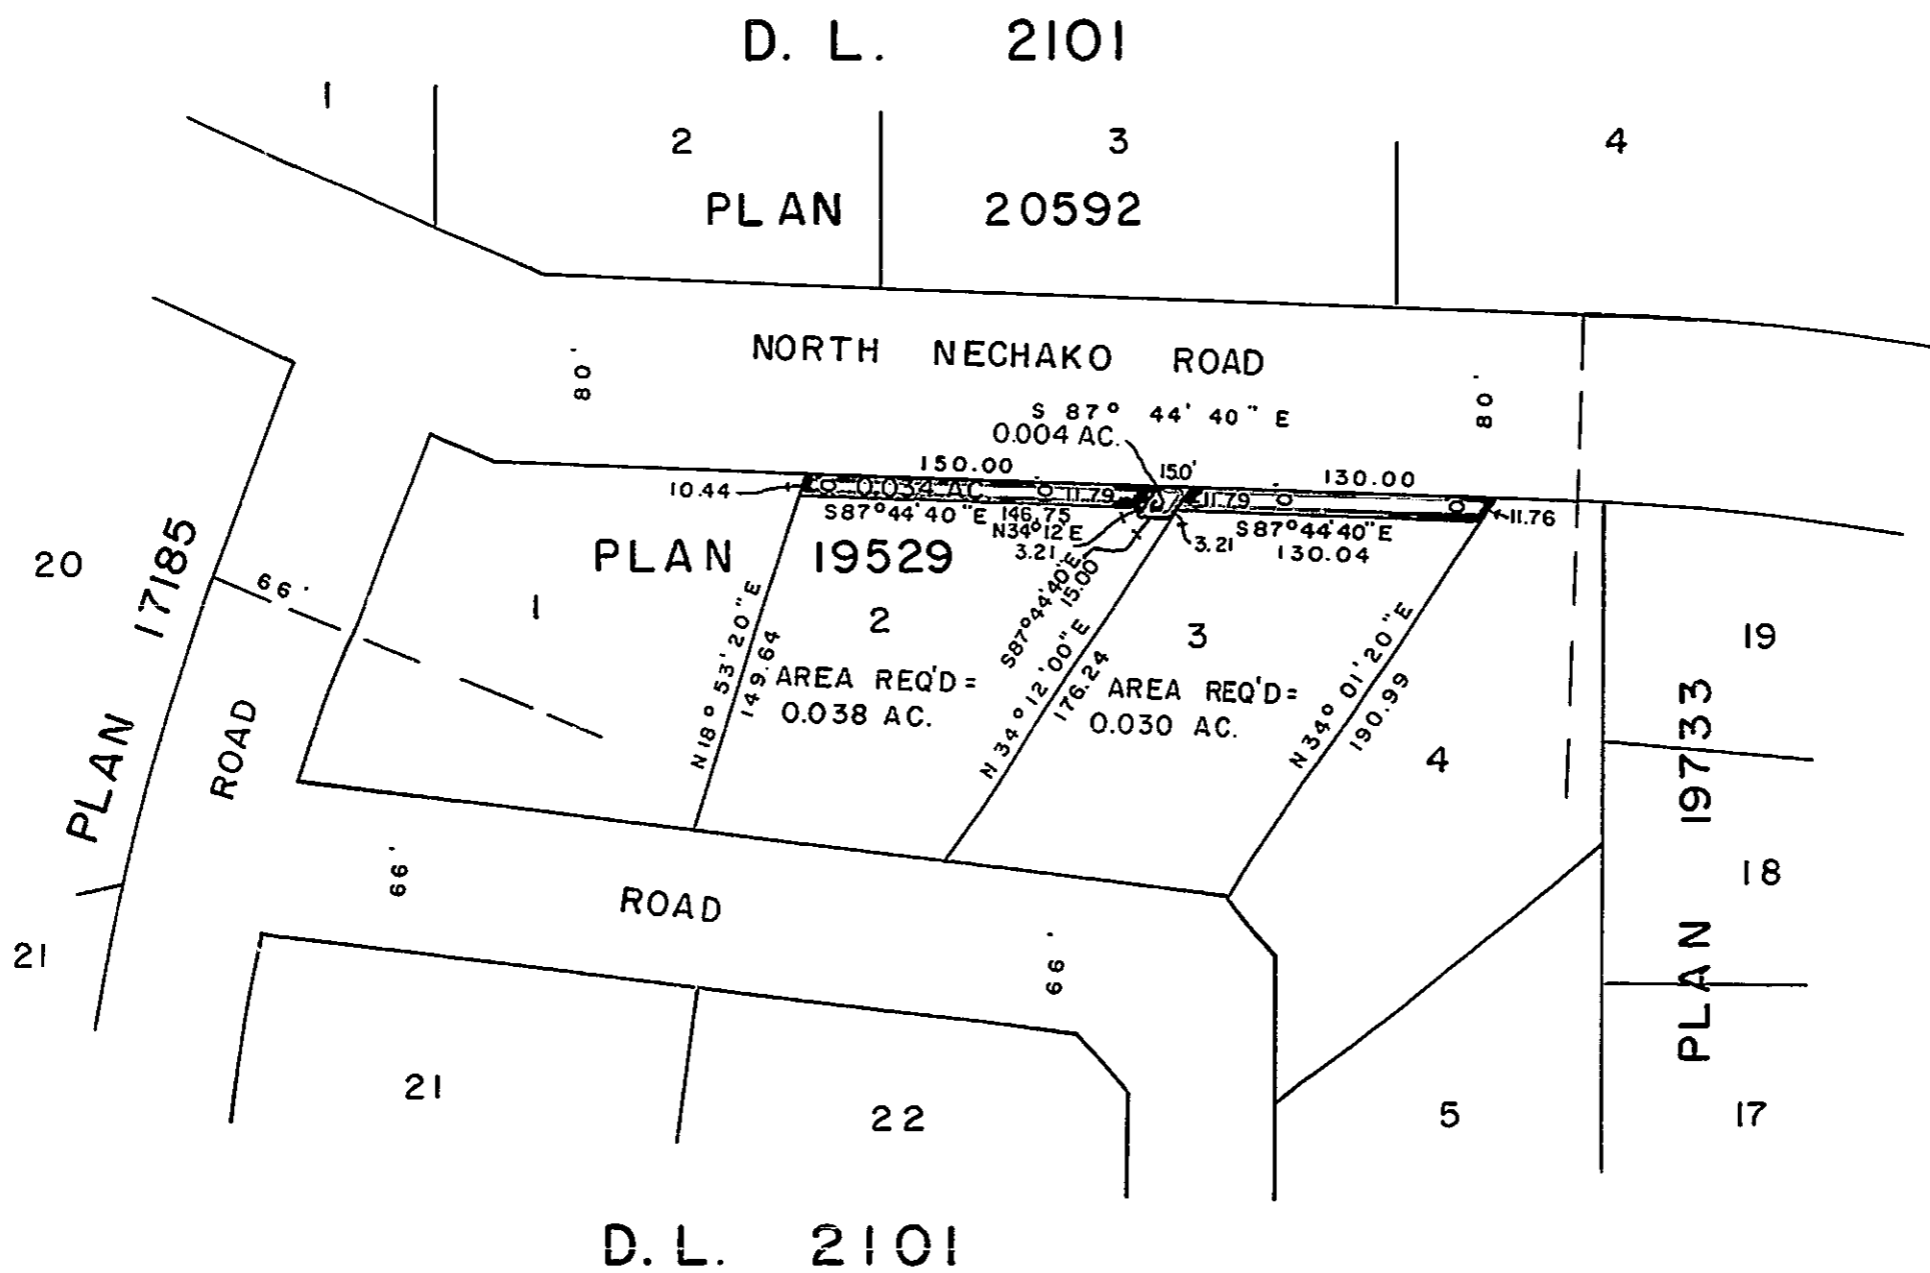 D. L. 2101
1
2
3
4
PLAN 20592
NORTH NECHAKO ROAD
80'
80'
S 87° 44' 40" E
0.004 AC.
150.00
15.0'
130.00
10.44
0.034 AC.
11.79
11.79
11.76
S87°44'40"E 146.75
N34°12'E
3.21
3.21
S87°44'40"E
130.04
S87°44'40"E
15.00
PLAN 19529
20
PLAN 17185
66'
1
2
3
4
19
N 18° 53' 20" E
149.64
AREA REQ'D =
0.038 AC.
N 34° 12' 00" E
176.24
AREA REQ'D =
0.030 AC.
N 34° 01' 20" E
190.99
ROAD
PLAN 19733
18
66'
ROAD
66'
21
21
22
5
17
D. L. 2101